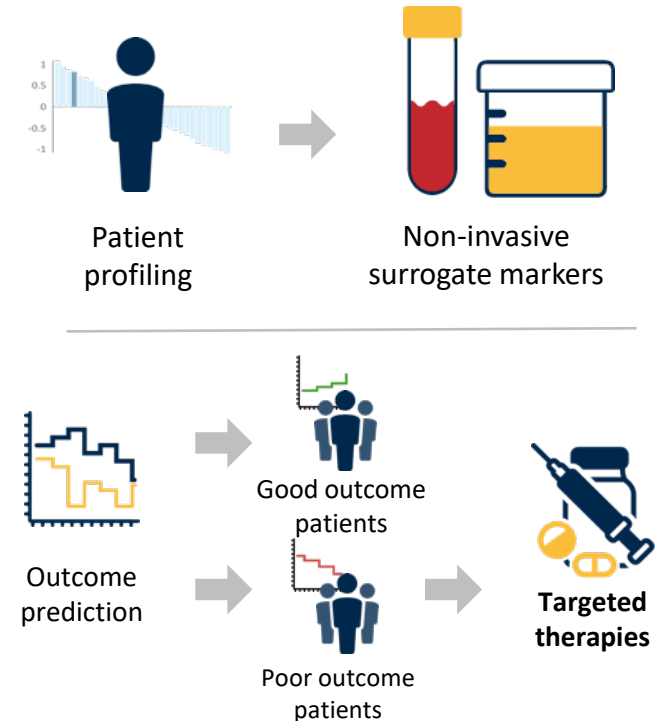 1
0.5
0
-0.5
-1
Patient
profiling
Non-invasive
surrogate markers
Good outcome
patients
Outcome
prediction
Poor outcome
patients
Targeted
therapies